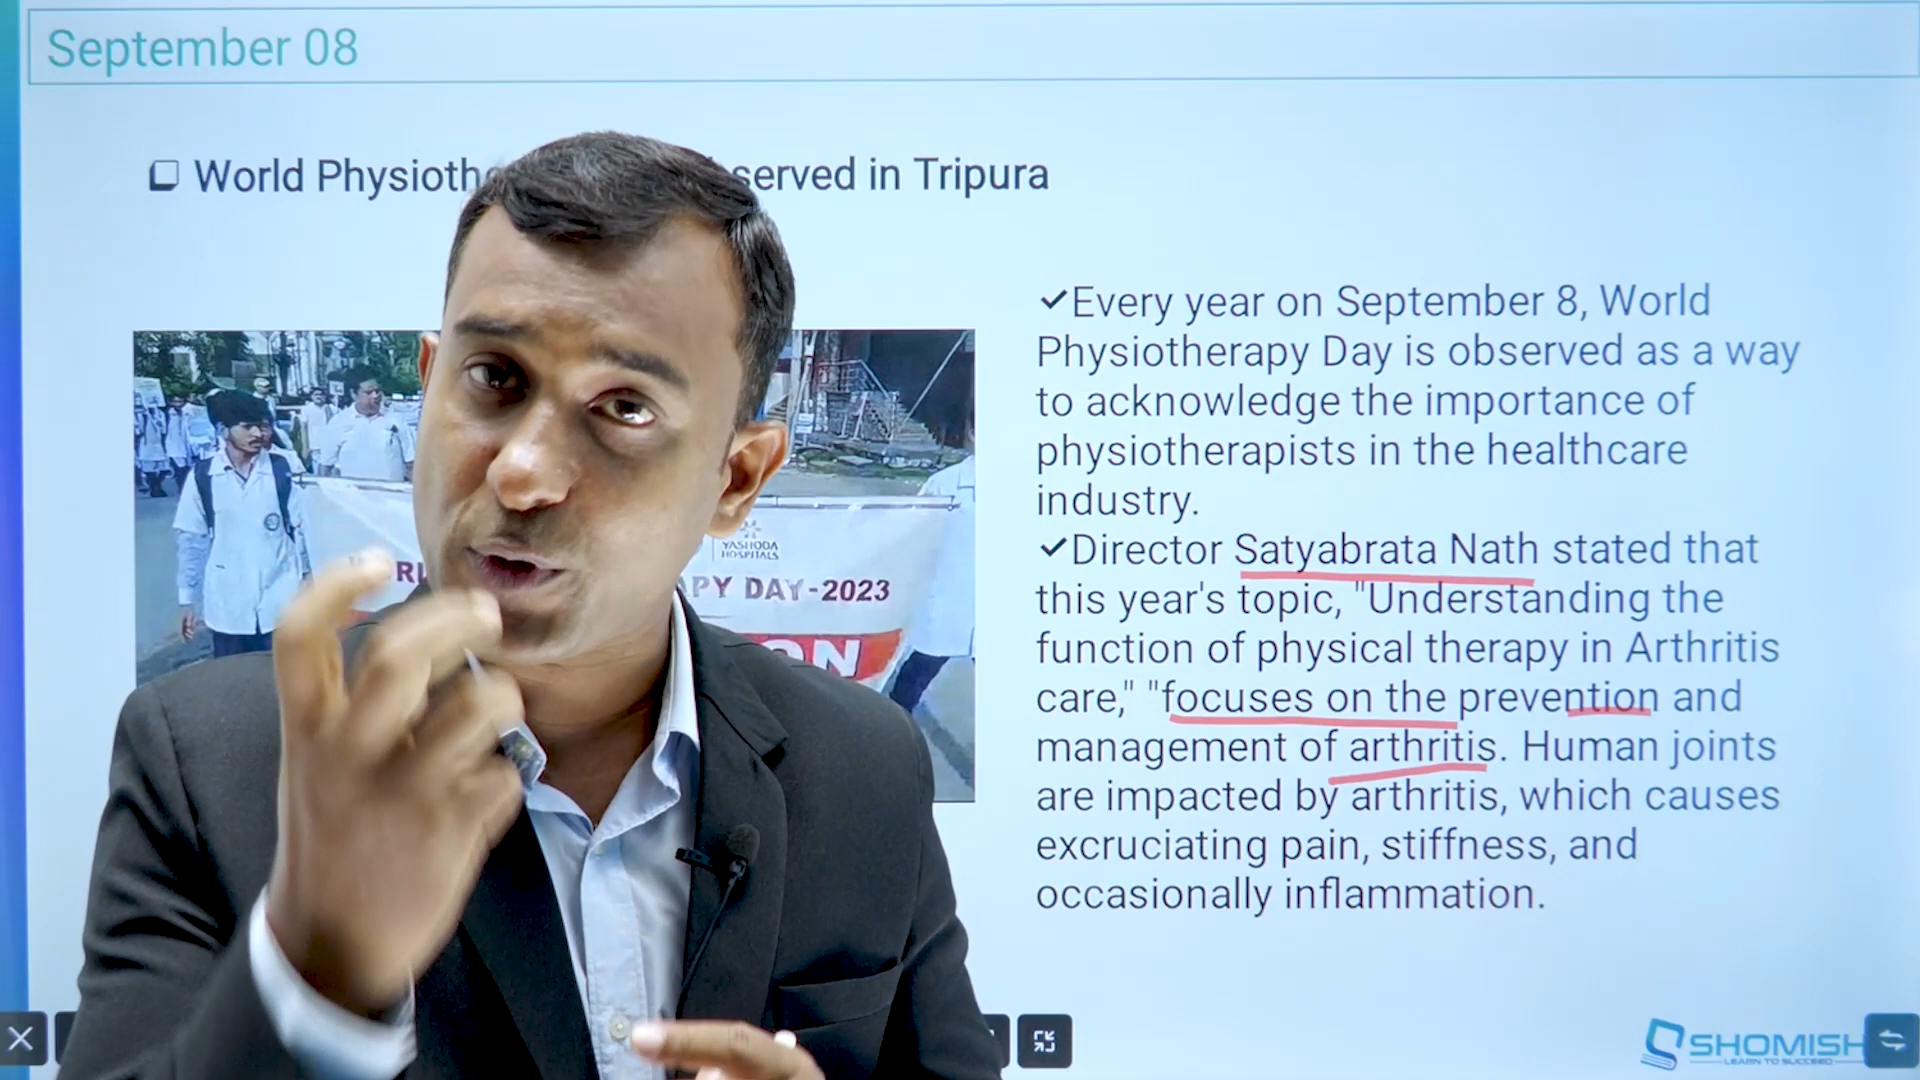 September 08
World served in Tripura
YASHODA
HOSPITALS
DAY-2023
✓Every year on September 8, World
Physiotherapy Day is observed as a way
to acknowledge the importance of
physiotherapists in the healthcare
industry.
✓Director Satyabrata Nath stated that
this year's topic, "Understanding the
function of physical therapy in Arthritis
care," "focuses on the prevention and
management of arthritis. Human joints
are impacted by arthritis, which causes
excruciating pain, stiffness, and
occasionally inflammation.
SHOMISH
LEARN TO SUCCEED